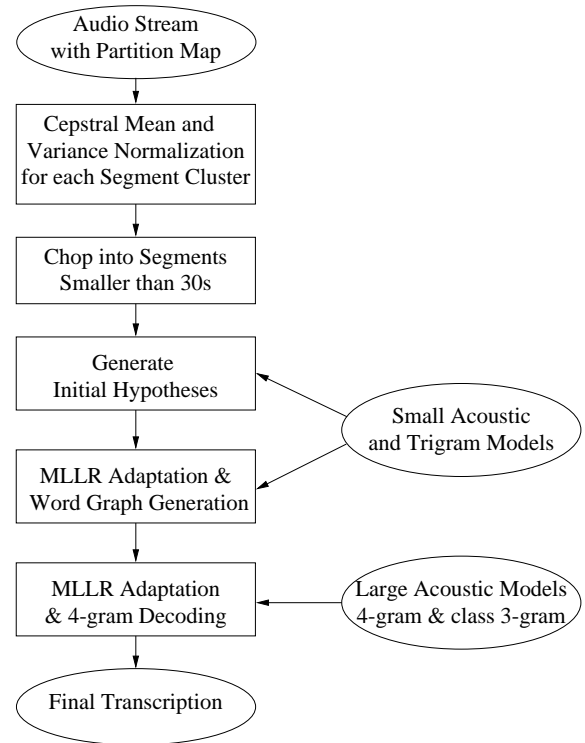 Audio Stream
with Partition Map
Cepstral Mean and
Variance Normalization
for each Segment Cluster
Chop into Segments
Smaller than 30s
Generate
Initial Hypotheses
Small Acoustic
and Trigram Models
MLLR Adaptation &
Word Graph Generation
MLLR Adaptation
& 4-gram Decoding
Large Acoustic Models
4-gram & class 3-gram
Final Transcription